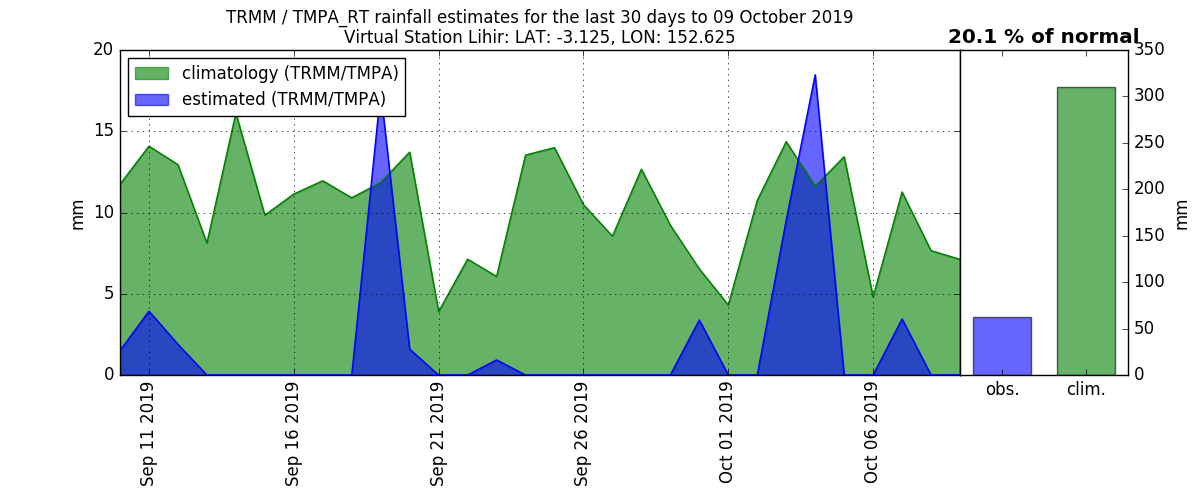 TRMM / TMPA_RT rainfall estimates for the last 30 days to 09 October 2019
Virtual Station Lihir: LAT: -3.125, LON: 152.625
20.1 % of normal
climatology (TRMM/TMPA)
estimated (TRMM/TMPA)
20
15
10
5
0
mm
Sep 11 2019
Sep 16 2019
Sep 21 2019
Sep 26 2019
Oct 01 2019
Oct 06 2019
350
300
250
200
150
100
50
0
mm
obs.
clim.